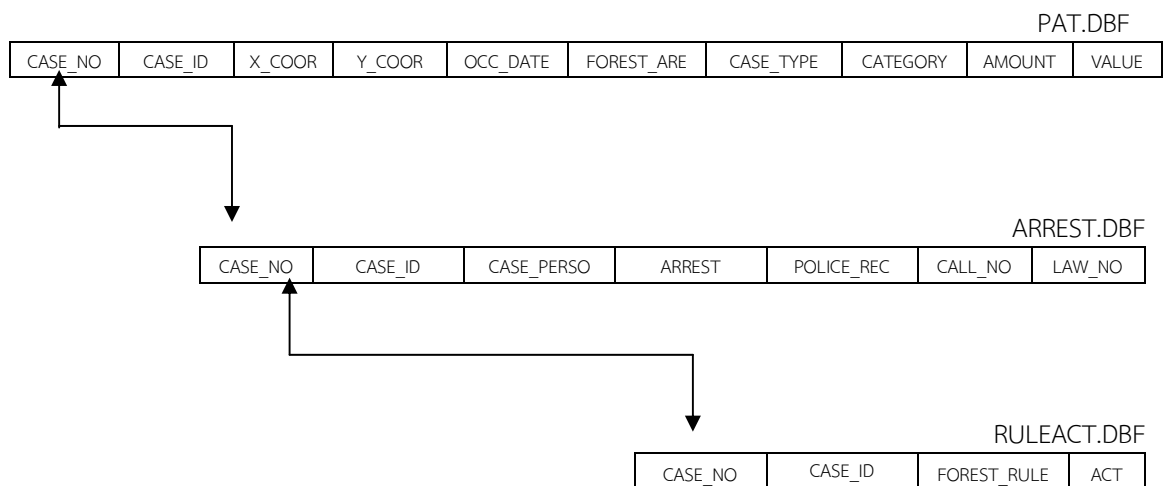 PAT.DBF
CASE_NO CASE_ID X_COOR Y_COOR OCC_DATE FOREST_ARE CASE_TYPE CATEGORY AMOUNT VALUE
ARREST.DBF
CASE_NO CASE_ID CASE_PERSO ARREST POLICE_REC CALL_NO LAW_NO
RULEACT.DBF
CASE_NO CASE_ID FOREST_RULE ACT